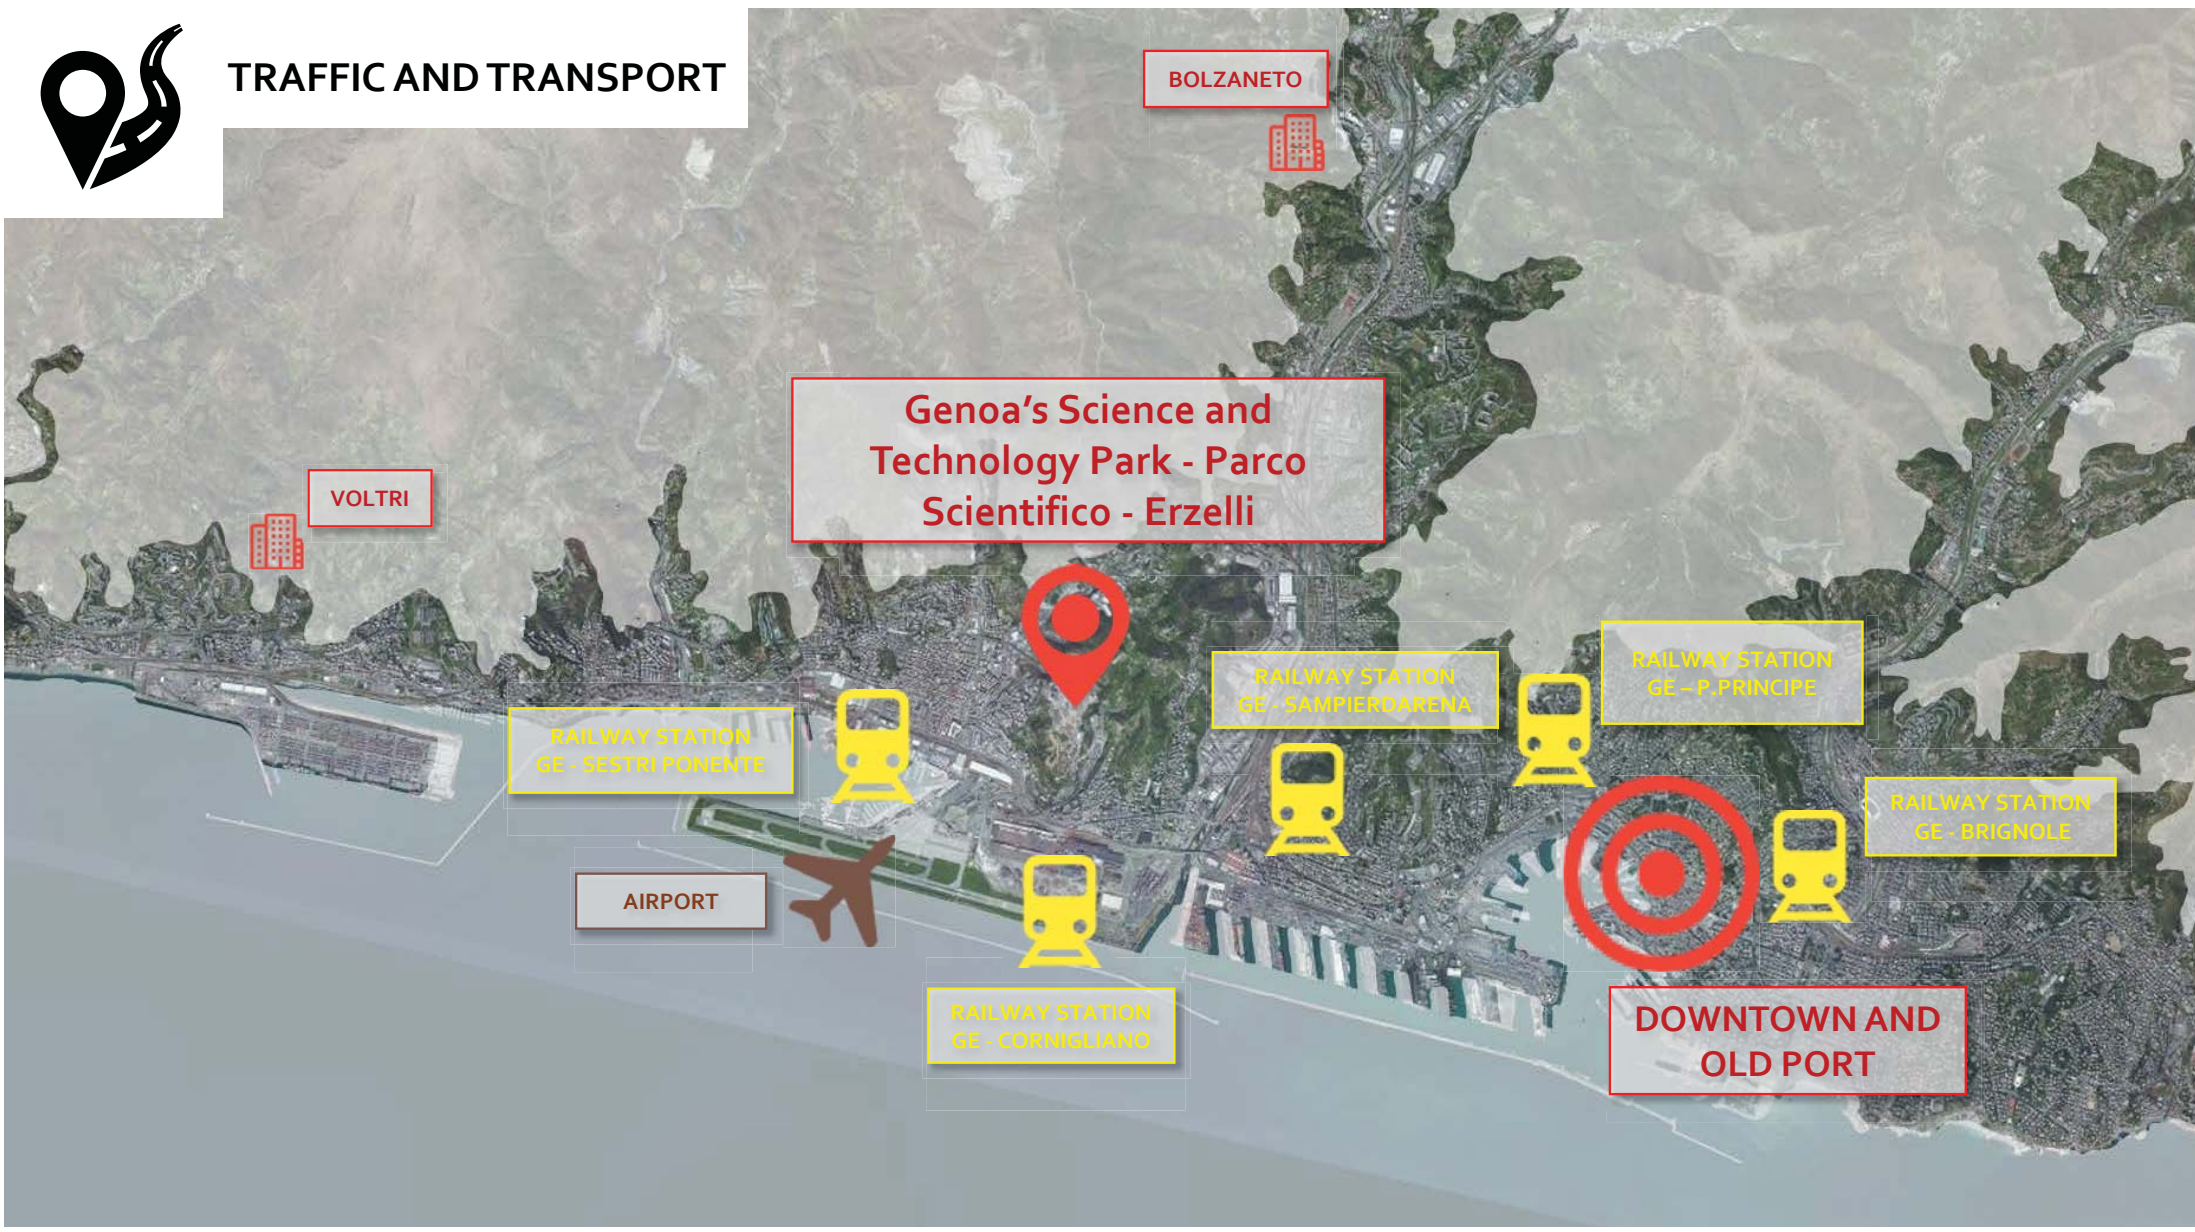 TRAFFIC AND TRANSPORT
BOLZANETO
Genoa’s Science and
Technology Park - Parco
Scientifico - Erzelli
VOLTRI
RAILWAY STATION
GE - SAMPIERDARENA
RAILWAY STATION
GE – P.PRINCIPE
RAILWAY STATION
GE - SESTRI PONENTE
RAILWAY STATION
GE - BRIGNOLE
AIRPORT
RAILWAY STATION
GE - CORNIGLIANO
DOWNTOWN AND
OLD PORT